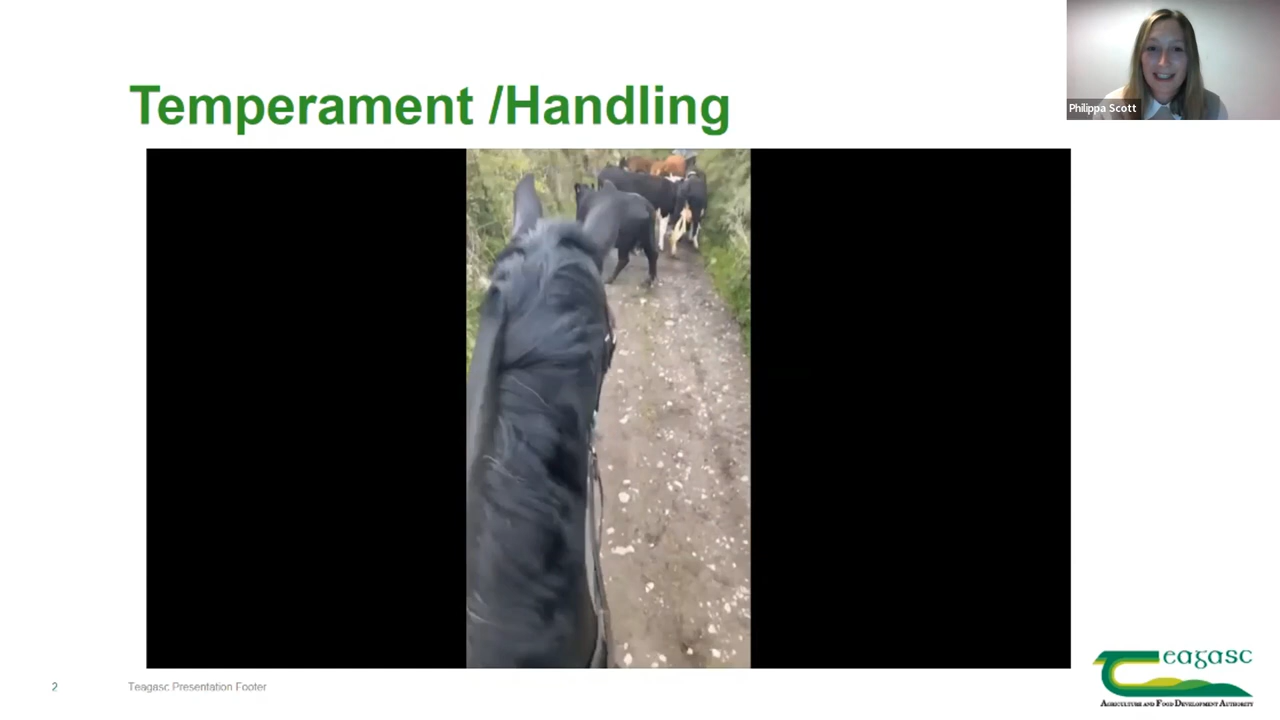 Temperament /Handling
Philippa Scott
2
Teagasc Presentation Footer
Teagasc
Agriculture and Food Development Authority